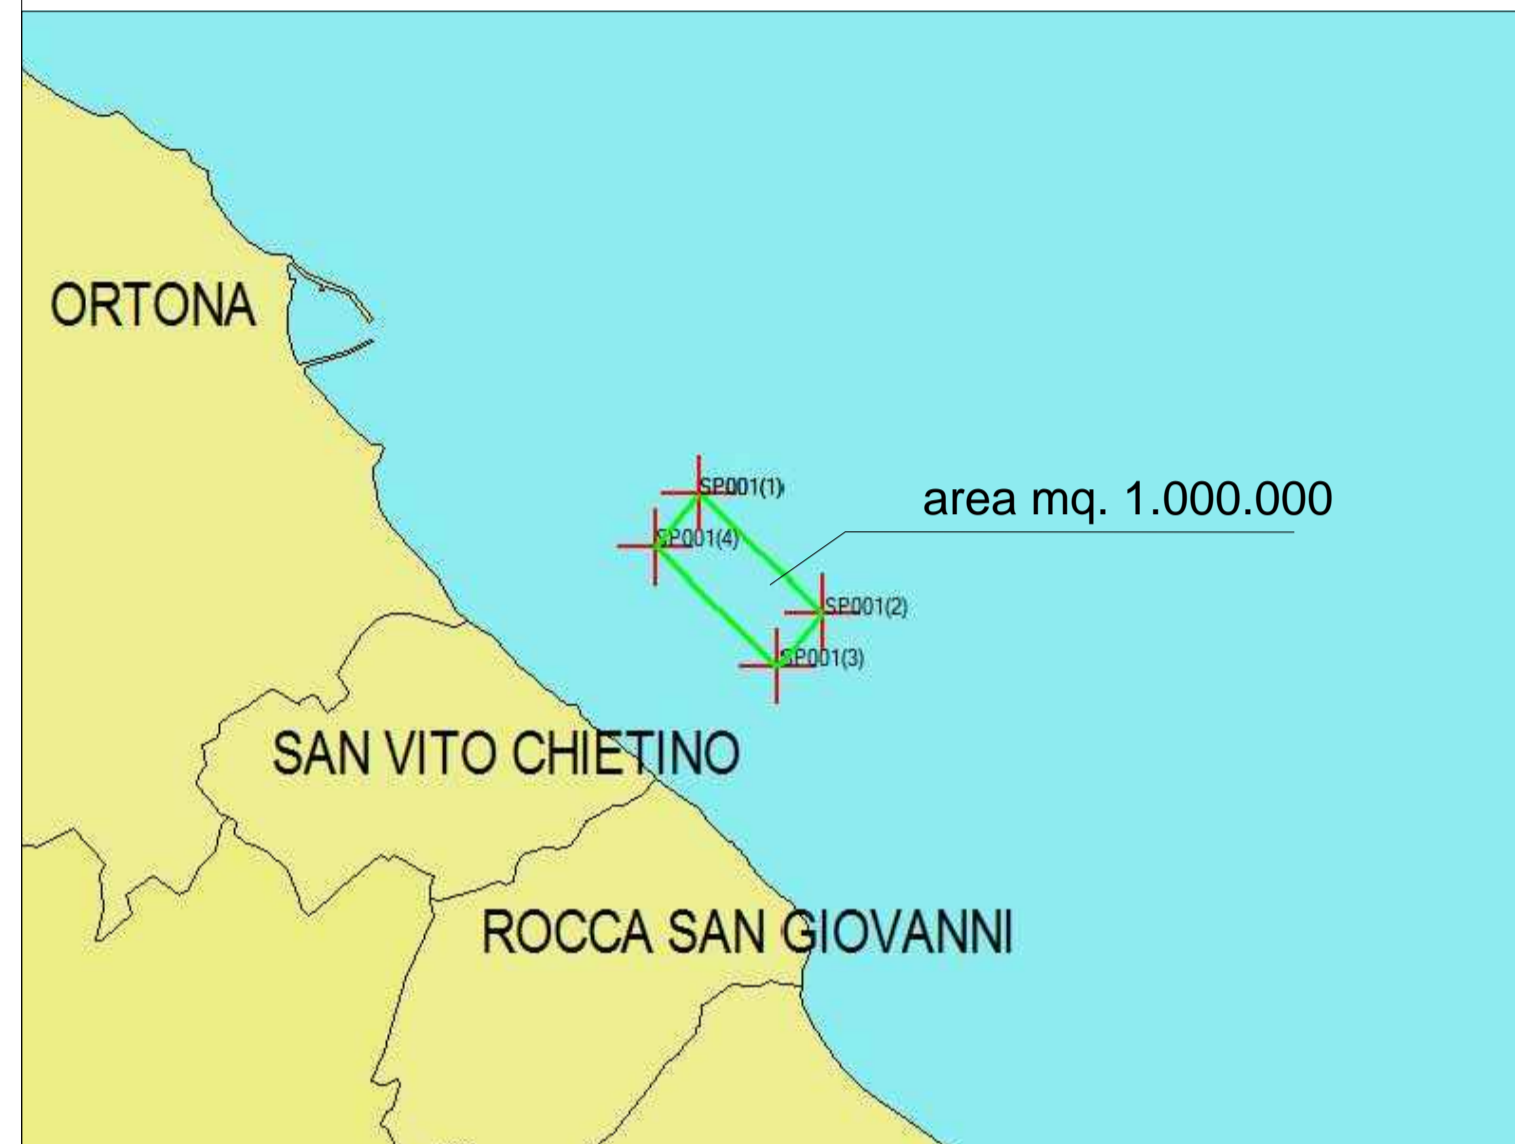 ORTONA
SP001(1)
area mq. 1.000.000
SP001(4)
SP001(2)
SP001(3)
SAN VITO CHIETINO
ROCCA SAN GIOVANNI